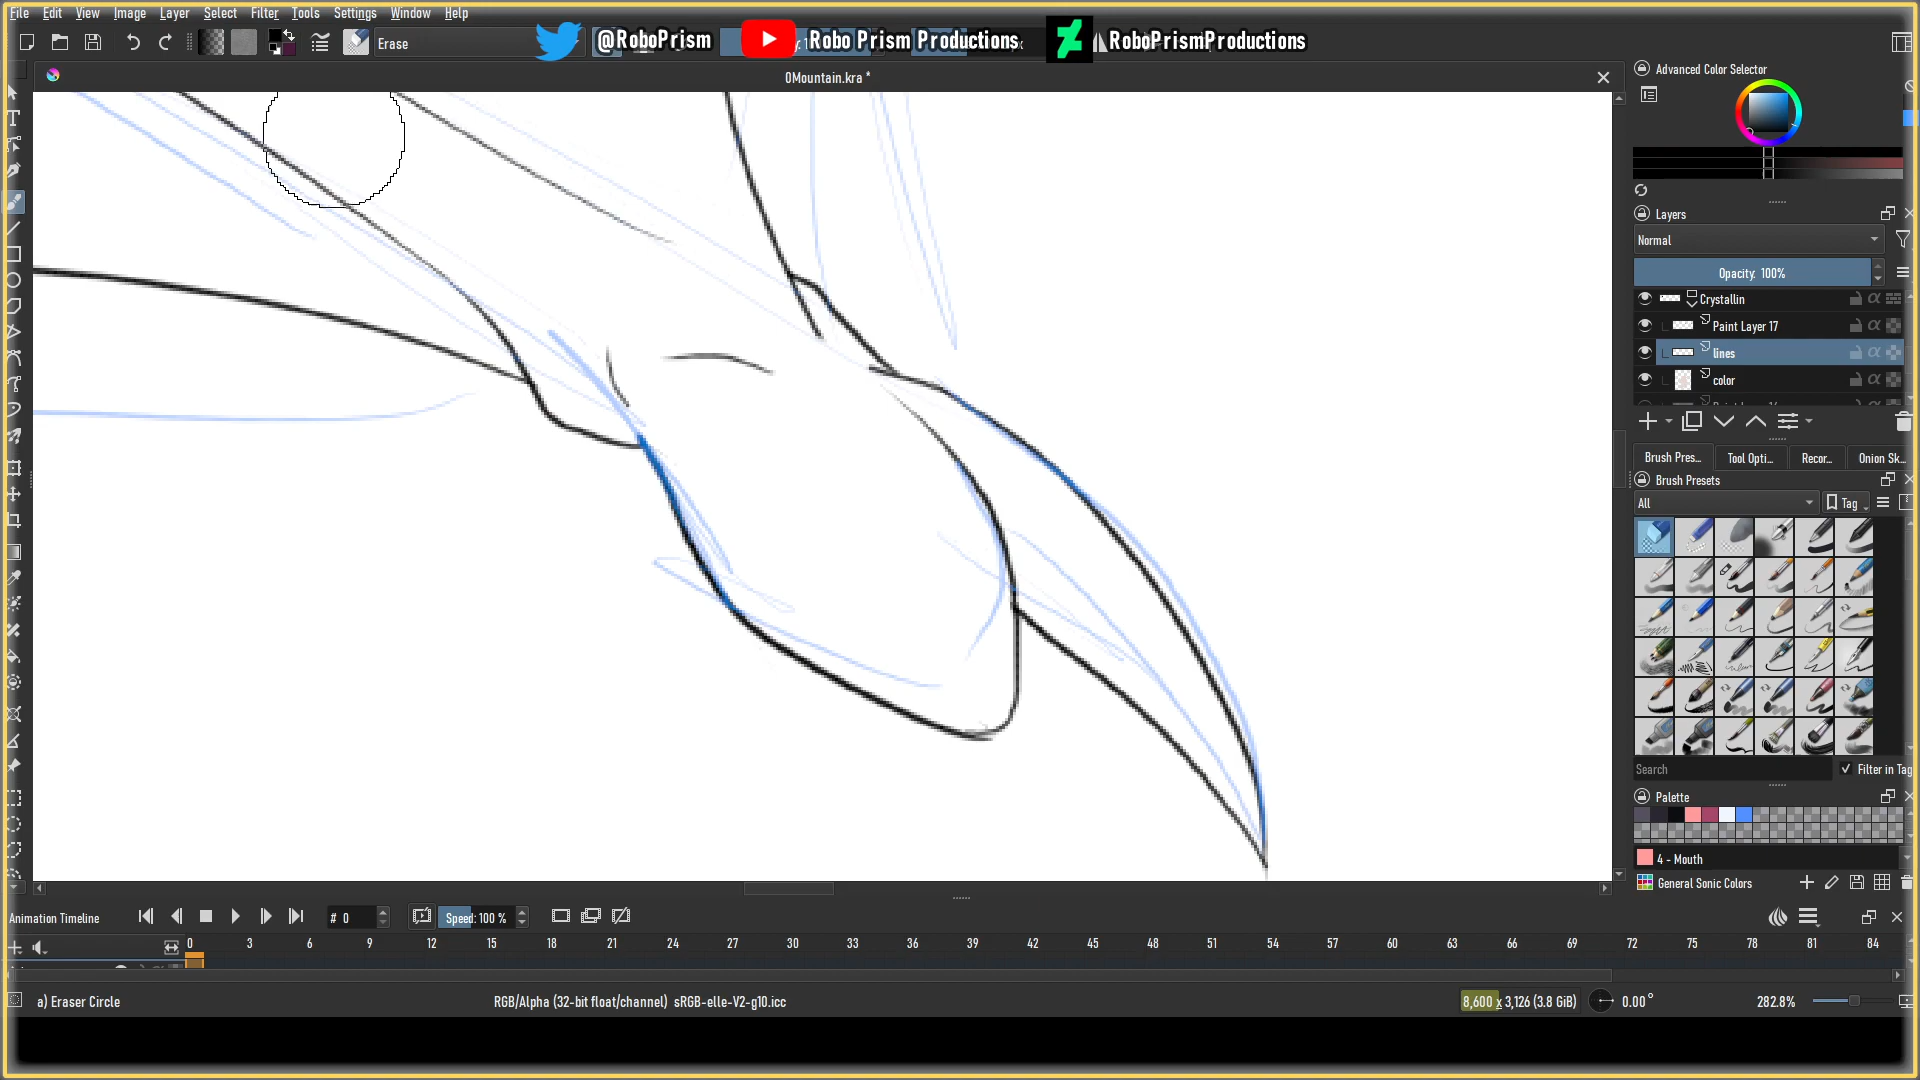 File Edit View Image Layer Select Filter Tools Settings Window Help
Erase
@RoboPrism
Robo Prism Productions
RoboPrismProductions
0Mountain.kra *
Advanced Color Selector
Layers
Normal
Opacity: 100%
Crystallin
Paint Layer 17
lines
color
Brush Pres... Tool Opti... Recor... Onion Sk...
Brush Presets
All
Tag
Search
Filter in Tag
Palette
4 - Mouth
General Sonic Colors
Animation Timeline
# 0
Speed: 100 %
0 3 6 9 12 15 18 21 24 27 30 33 36 39 42 45 48 51 54 57 60 63 66 69 72 75 78 81 84
a) Eraser Circle
RGB/Alpha (32-bit float/channel) sRGB-elle-V2-g10.icc
8,600 x 3,126 (3.8 GiB)
0.00°
282.8%